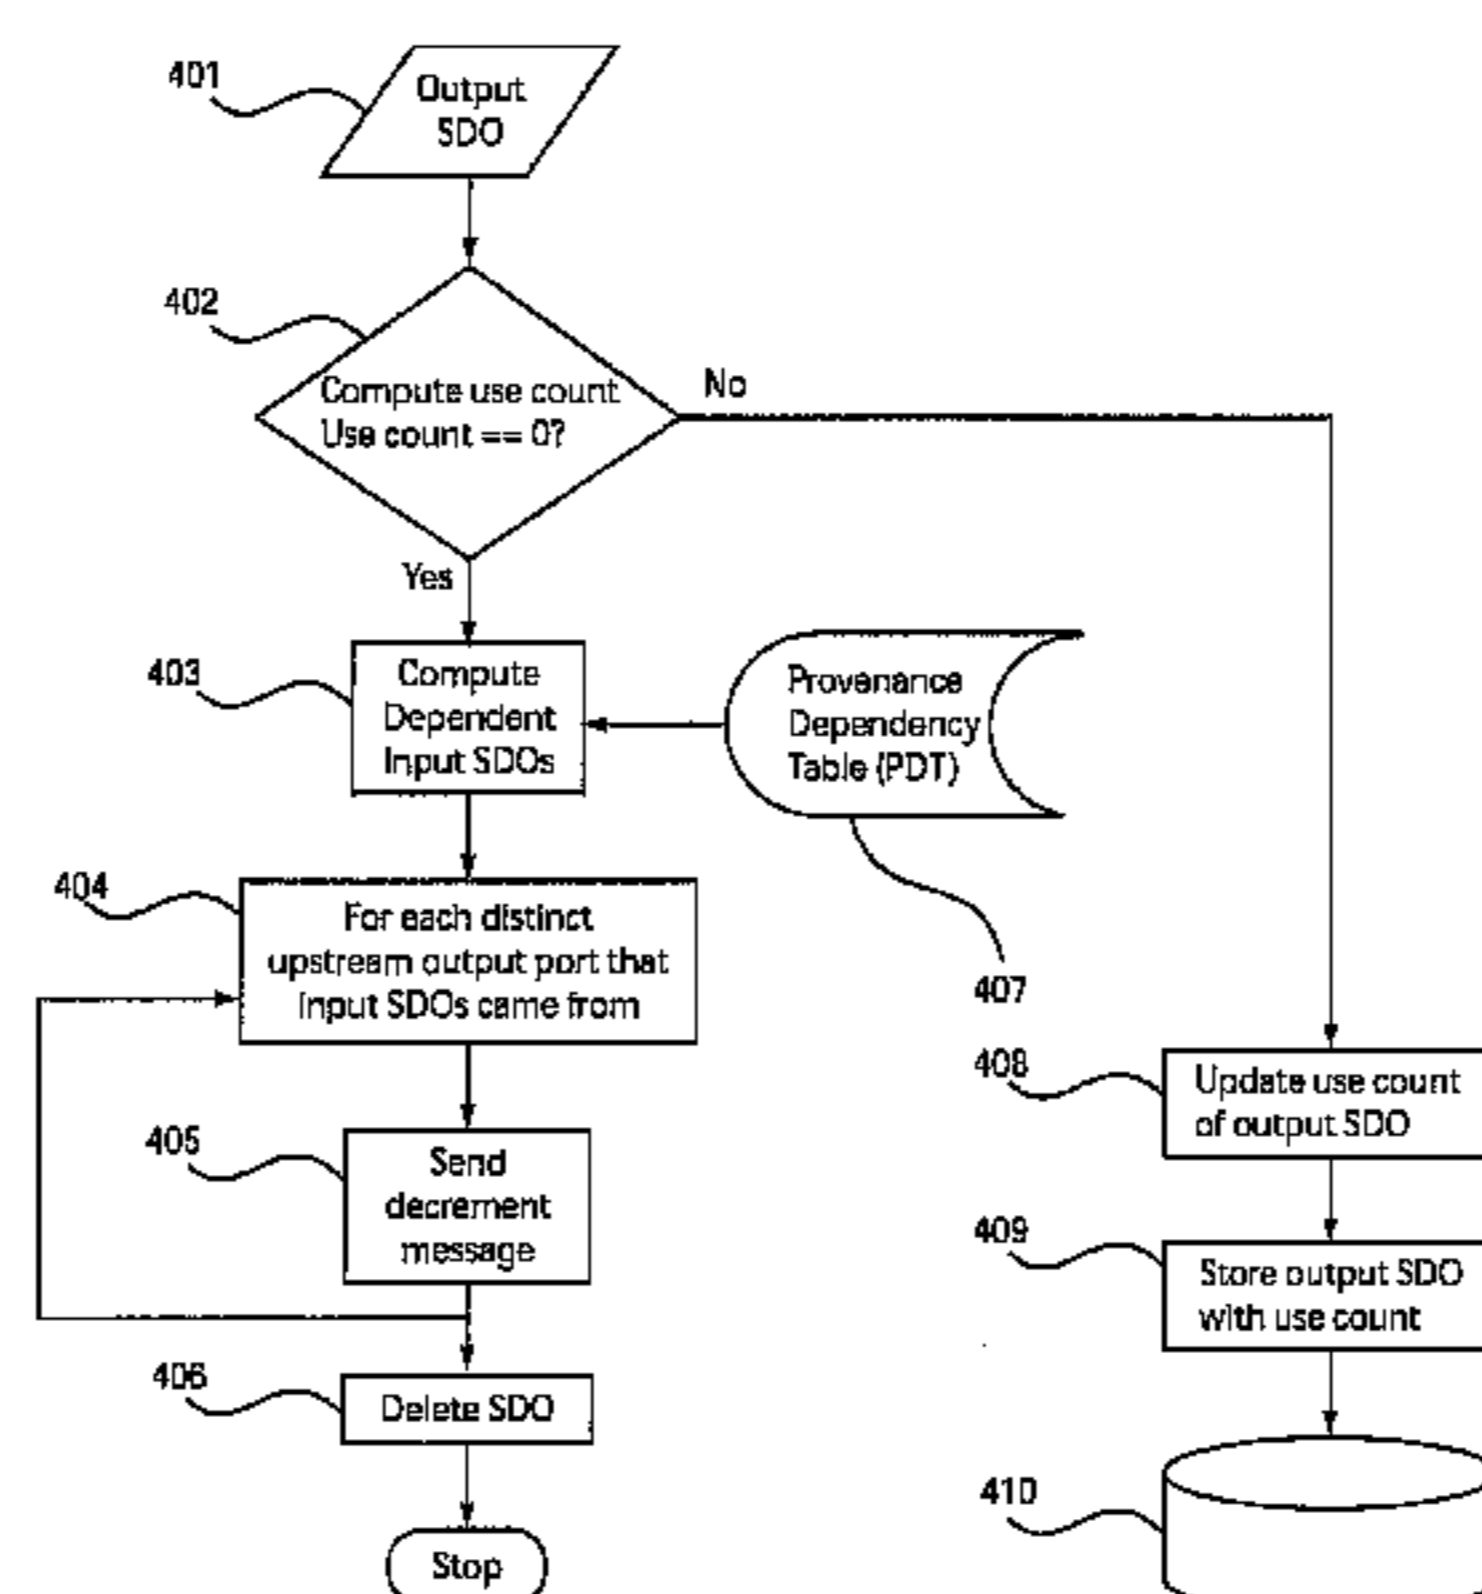 401
Output
SDO
402
Compute use count
Use count == 0?
No
Yes
403
Compute
Dependent
Input SDOs
Provenance
Dependency
Table (PDT)
407
404
For each distinct
upstream output port that
input SDOs came from
405
Send
decrement
message
406
Delete SDO
Stop
408
Update use count
of output SDO
409
Store output SDO
with use count
410